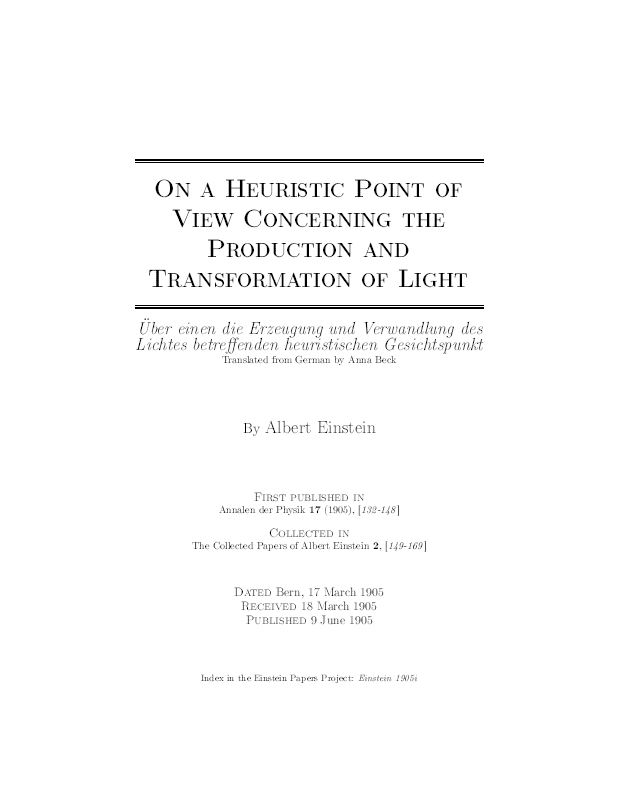 On a Heuristic Point of
View Concerning the
Production and
Transformation of Light
Über einen die Erzeugung und Verwandlung des
Lichtes betreffenden heuristischen Gesichtspunkt
Translated from German by Anna Beck
By Albert Einstein
First published in
Annalen der Physik 17 (1905), [132-148]
Collected in
The Collected Papers of Albert Einstein 2, [149-169]
Dated Bern, 17 March 1905
Received 18 March 1905
Published 9 June 1905
Index in the Einstein Papers Project: Einstein 1905i